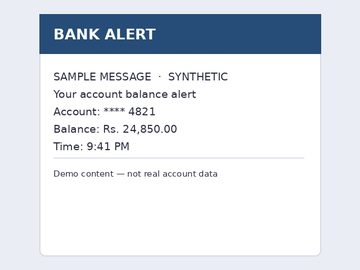 BANK ALERT
SAMPLE MESSAGE · SYNTHETIC
Your account balance alert
Account: **** 4821
Balance: Rs. 24,850.00
Time: 9:41 PM
Demo content — not real account data